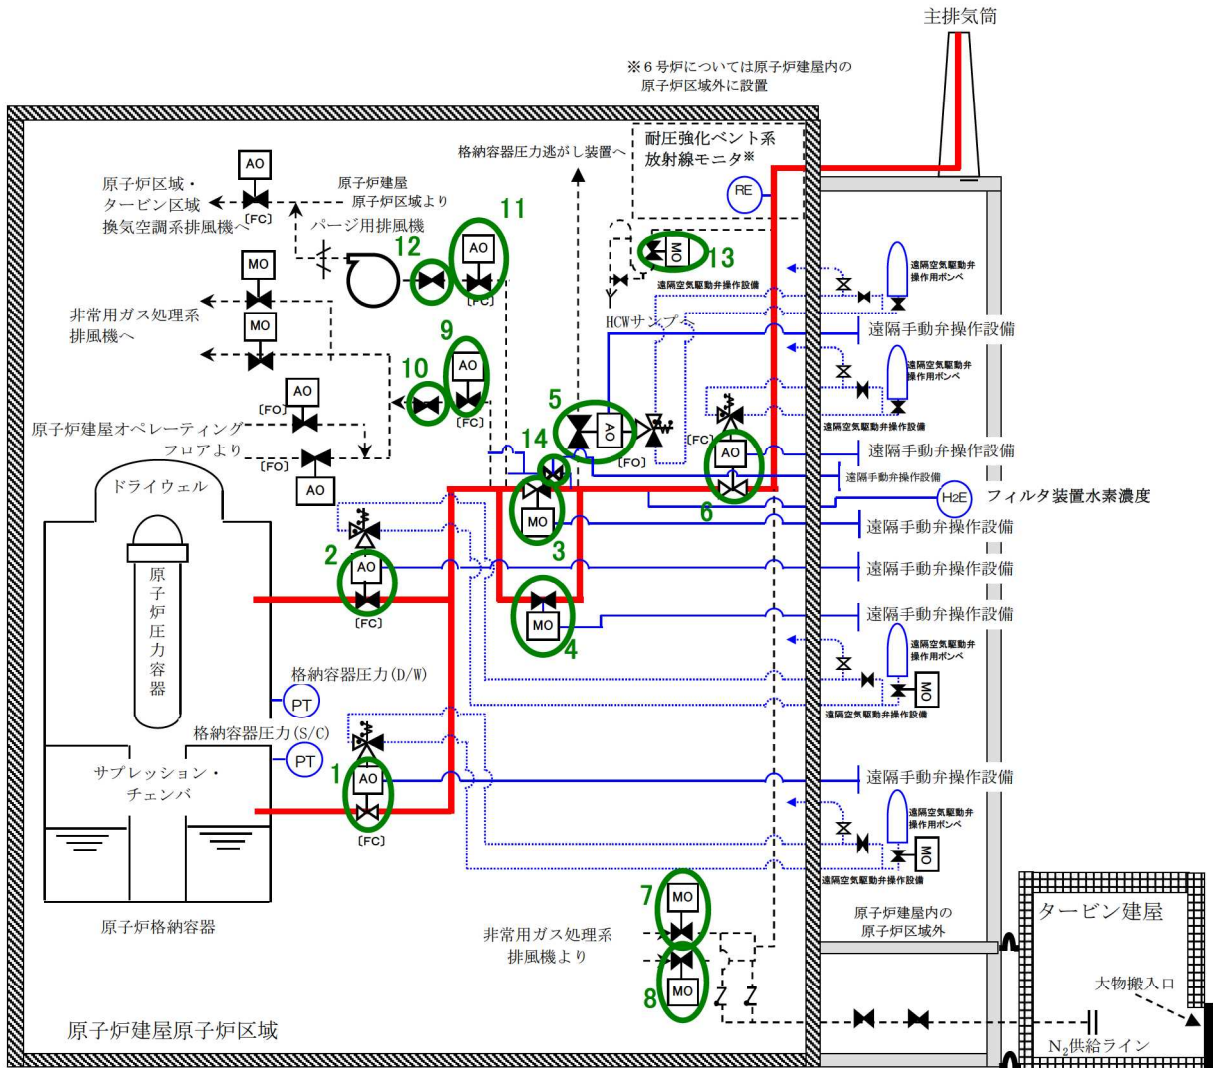 主排気筒
※６号炉については原子炉建屋内の
原子炉区域外に設置
耐圧強化ベント系
放射線モニタ※
RE
格納容器圧力逃がし装置へ
AO
[FC]
原子炉区域・
タービン区域
換気空調系排風機へ
原子炉建屋
原子炉区域より
パージ用排風機
12
11
AO
[FC]
13
MO
遠隔空気駆動弁操作設備
HCWサンプへ
MO
MO
非常用ガス処理系
排風機へ
9
AO
[FC]
10
AO
[FO]
原子炉建屋オペレーティング
フロアより
[FO]
AO
5
AO
[FO]
14
[FC]
AO
6
MO
3
MO
4
遠隔空気駆動弁
操作用ボンベ
遠隔手動弁操作設備
遠隔空気駆動弁
操作用ボンベ
遠隔空気駆動弁操作設備
遠隔手動弁操作設備
遠隔手動弁操作設備
H2E
フィルタ装置水素濃度
遠隔手動弁操作設備
遠隔手動弁操作設備
遠隔手動弁操作設備
遠隔空気駆動弁
操作用ボンベ
MO
遠隔空気駆動弁操作設備
遠隔手動弁操作設備
遠隔空気駆動弁
操作用ボンベ
MO
遠隔空気駆動弁操作設備
ドライウェル
原子炉圧力容器
2
AO
[FC]
格納容器圧力(D/W)
PT
格納容器圧力(S/C)
PT
サプレッション・
チェンバ
1
AO
[FC]
原子炉格納容器
7
MO
非常用ガス処理系
排風機より
8
MO
原子炉建屋内の
原子炉区域外
タービン建屋
大物搬入口
N₂供給ライン
原子炉建屋原子炉区域